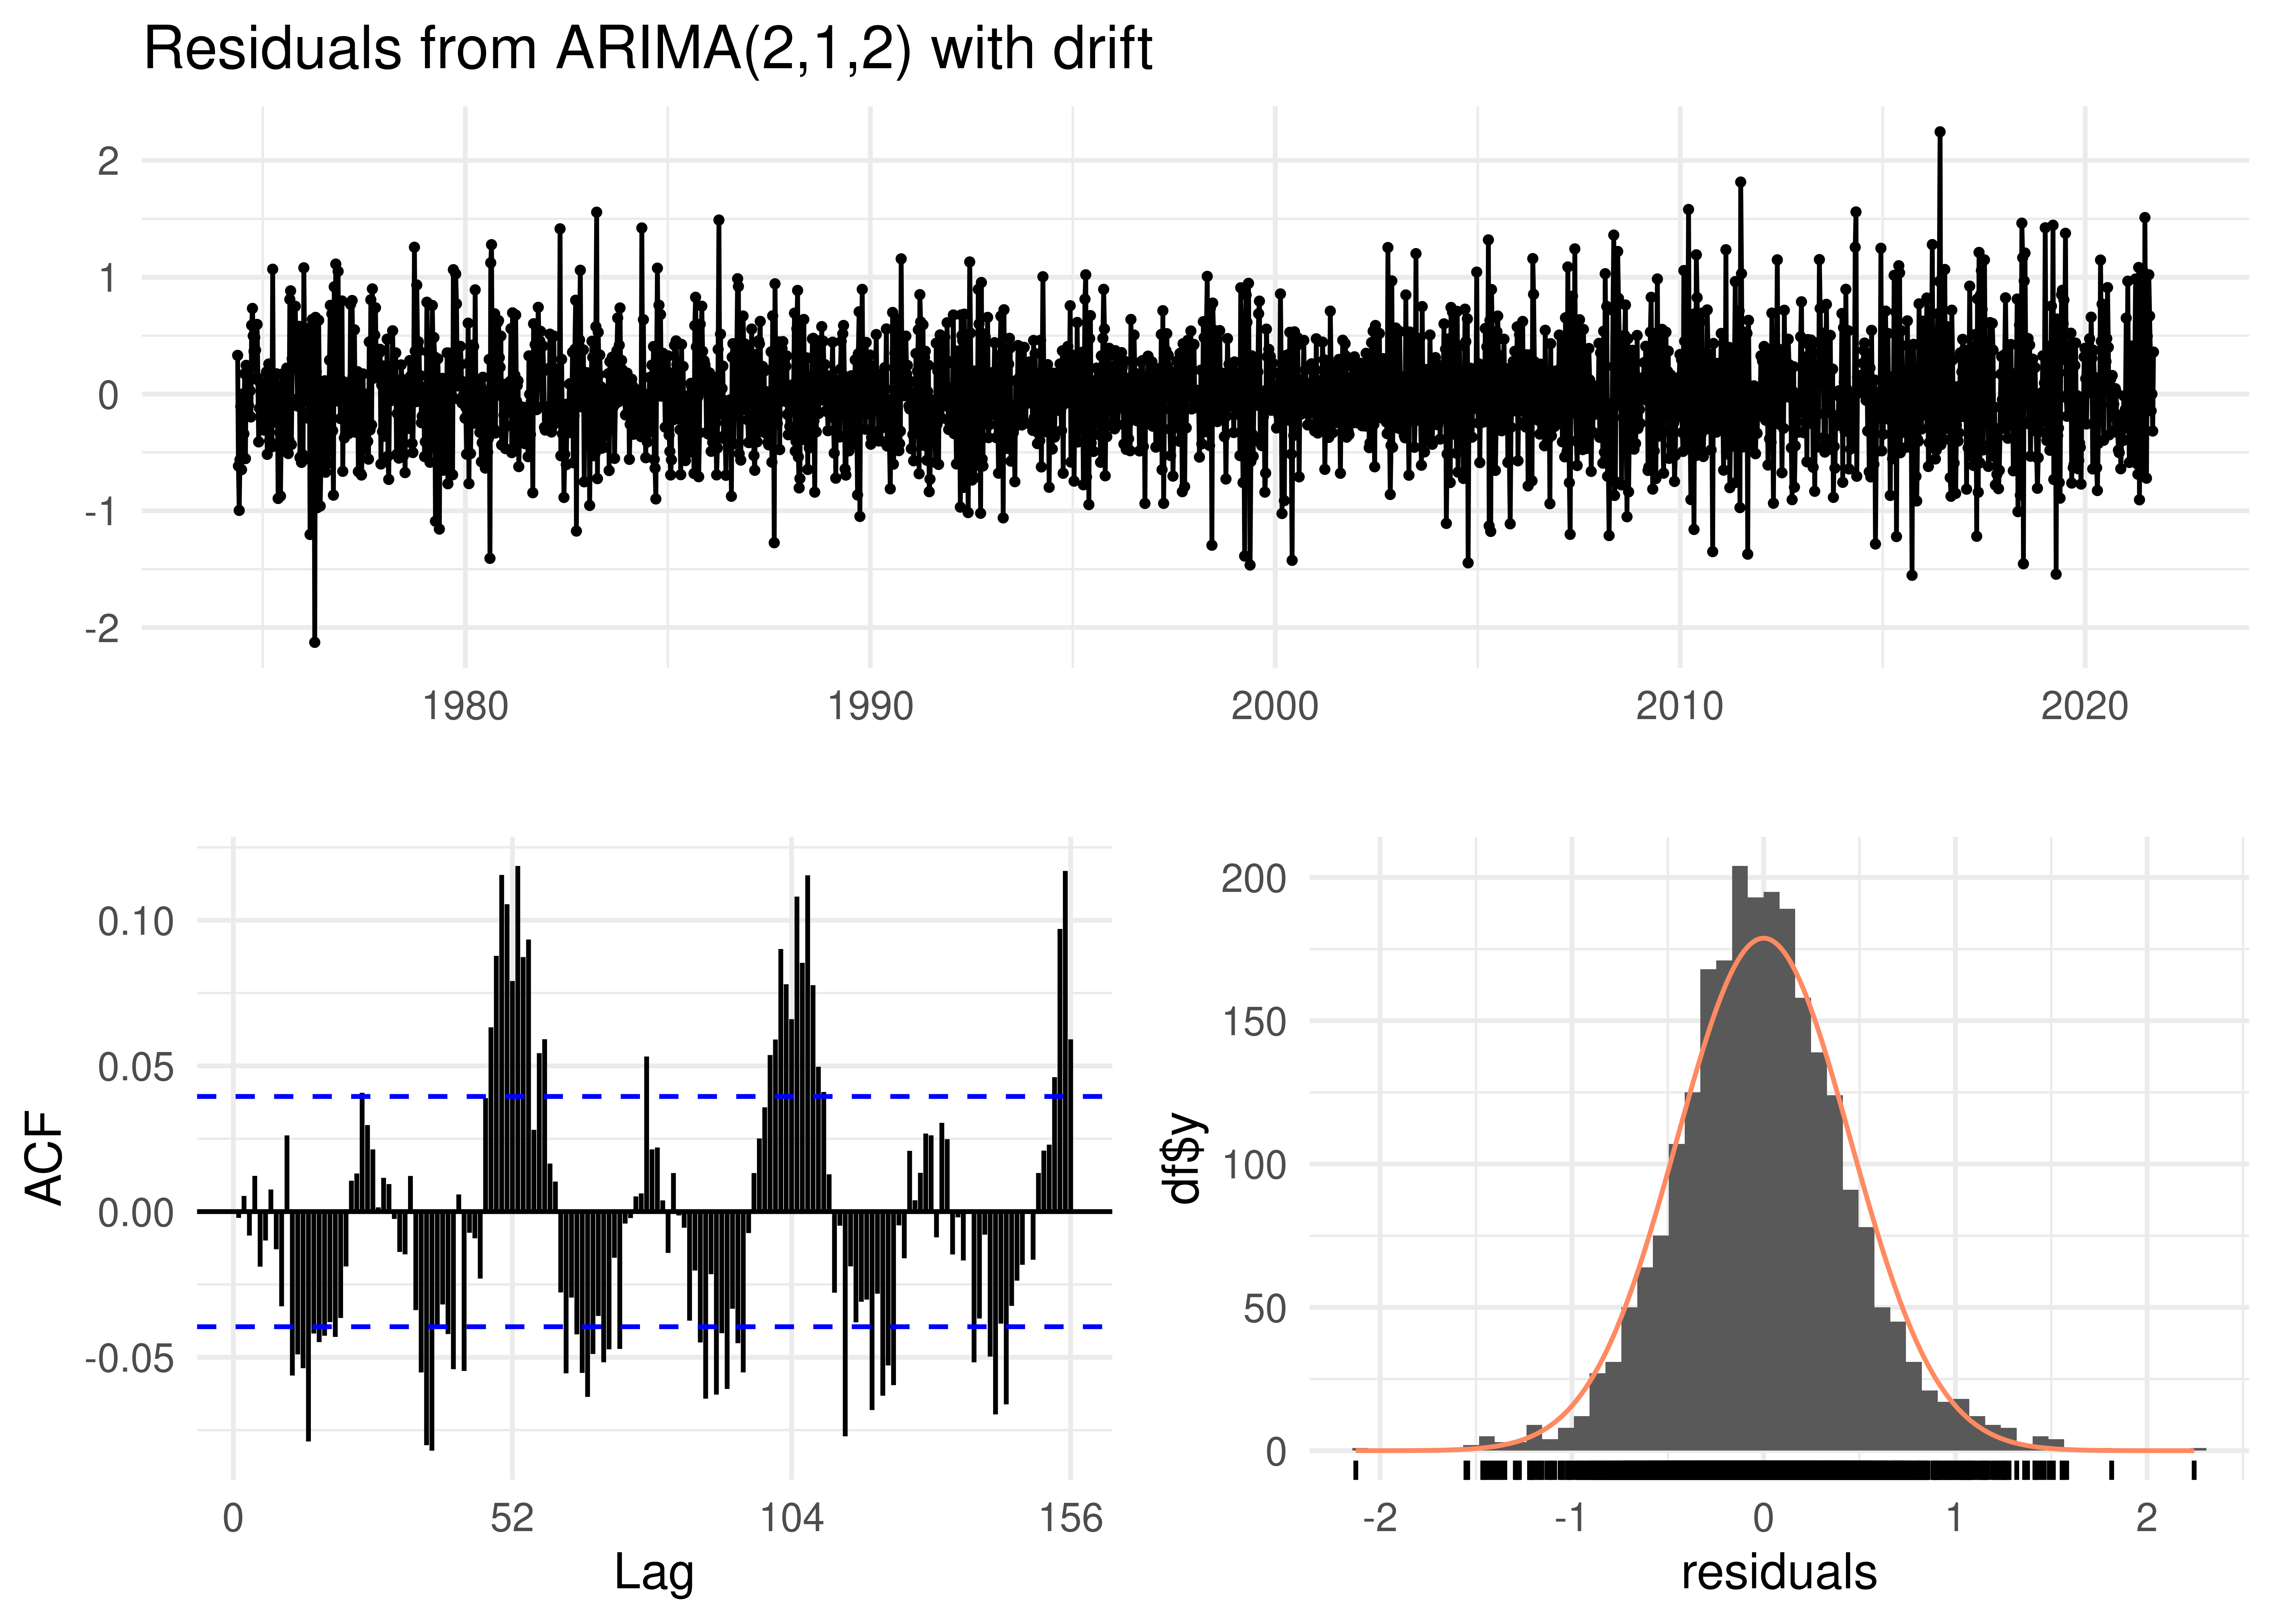 Residuals from ARIMA(2,1,2) with drift
2
1
0
-1
-2
1980 1990 2000 2010 2020
0.10
0.05
0.00
-0.05
ACF
0 52 104 156
Lag
200
150
100
50
0
df$y
-2 -1 0 1 2
residuals